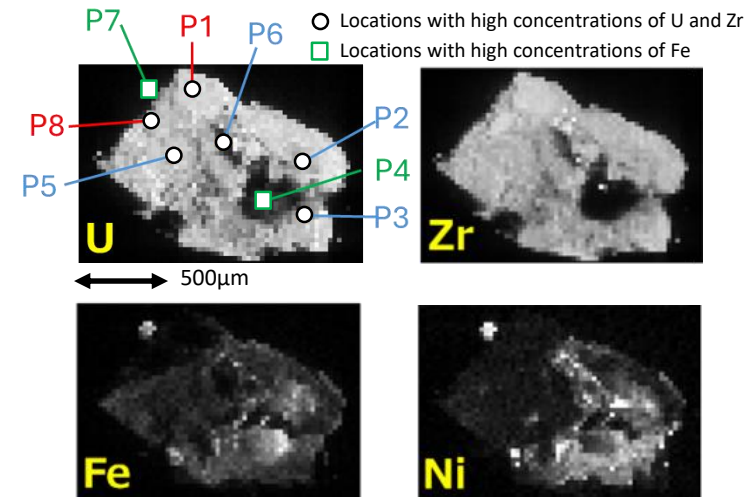 P7
P1
P6
Locations with high concentrations of U and Zr
Locations with high concentrations of Fe
P8
P2
P5
P4
P3
U
Zr
500μm
Fe
Ni